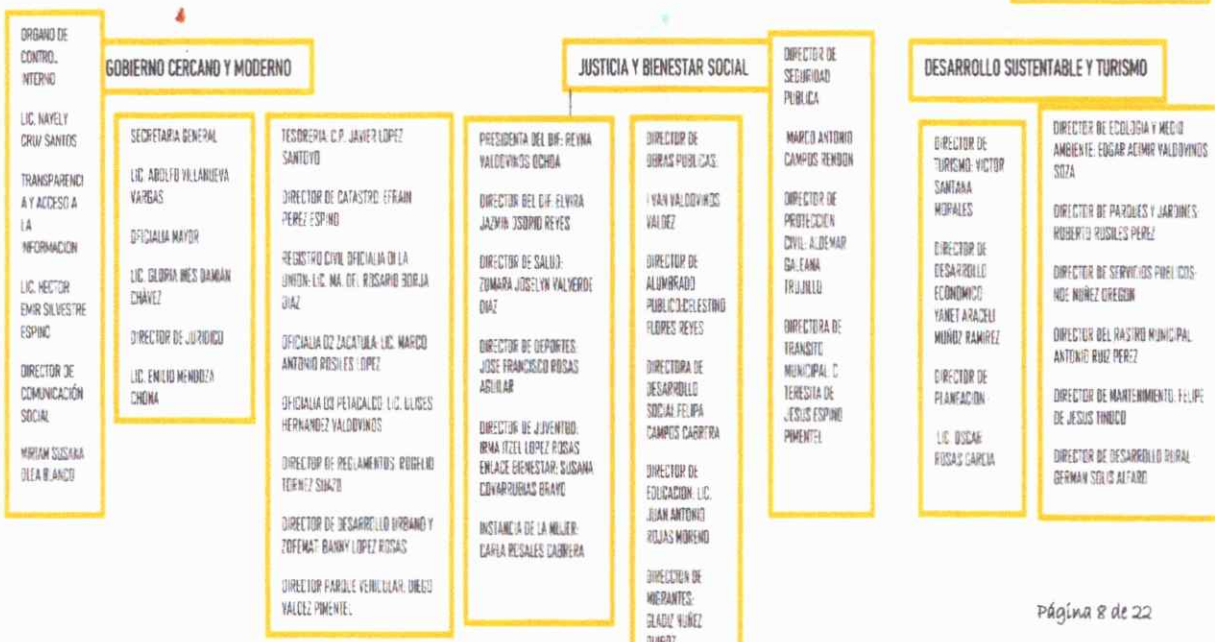 ORGANO DE
CONTROL
INTERNO
LIC. NAYELY
CRUZ SANTOS
TRANSPARENCI
A Y ACCESO A
LA
INFORMACION
LIC. HECTOR
EMIR SILVESTRE
ESPINO
DIRECTOR DE
COMUNICACIÓN
SOCIAL
MIRIAM SUSANA
OLEA BLANCO
GOBIERNO CERCANO Y MODERNO
SECRETARIA GENERAL
LIC. ADOLFO VILLANUEVA
VARGAS
OFICIALIA MAYOR
LIC. GLORIA INES DAMIÁN
CHÁVEZ
DIRECTOR DE JURIDICO
LIC. EMILIO MENDOZA
CHONA
TESORERIA: C.P. JAVIER LOPEZ
SANTOYO
DIRECTOR DE CATASTRO: EFRAIN
PEREZ ESPINO
REGISTRO CIVIL OFICIALIA 01 LA
UNION: LIC. MA. DEL ROSARIO BORJA
DIAZ
OFICIALIA 02 ZACATULA: LIC. MARCO
ANTONIO ROSILES LOPEZ
OFICIALIA 03 PETACALCO: LIC. ULISES
HERNANDEZ VALDOVINOS
DIRECTOR DE REGLAMENTOS: ROGELIO
TORNEZ SUAZO
DIRECTOR DE DESARROLLO URBANO Y
ZOFEMAT: BANNY LOPEZ ROSAS
DIRECTOR PARQUE VEHICULAR: DIEGO
VALDEZ PIMENTEL
JUSTICIA Y BIENESTAR SOCIAL
PRESIDENTA DEL DIF: REYNA
VALDOVINOS OCHOA
DIRECTOR DEL DIF: ELVIRA
JAZMIN OSORIO REYES
DIRECTOR DE SALUD:
ZUMARA JOSELYN VALVERDE
DIAZ
DIRECTOR DE DEPORTES:
JOSE FRANCISCO ROSAS
AGUILAR
DIRECTOR DE JUVENTUD:
IRMA ITZEL LOPEZ ROSAS
ENLACE BIENESTAR: SUSANA
COVARRUBIAS BRAVO
INSTANCIA DE LA MUJER:
CARLA ROSALES CABRERA
DIRECTOR DE
OBRAS PUBLICAS:
IVAN VALDOVINOS
VALDEZ
DIRECTOR DE
ALUMBRADO
PUBLICO:CELESTINO
FLORES REYES
DIRECTORA DE
DESARROLLO
SOCIAL FELIPA
CAMPOS CABRERA
DIRECTOR DE
EDUCACION: LIC.
JUAN ANTONIO
ROJAS MORENO
DIRECCION DE
MIGRANTES:
GLADIZ NUÑEZ
QUIROZ
DIRECTOR DE
SEGURIDAD
PUBLICA
MARCO ANTONIO
CAMPOS RENDON
DIRECTOR DE
PROTECCION
CIVIL: ALDEMAR
GALEANA
TRUJILLO
DIRECTORA DE
TRANSITO
MUNICIPAL C.
TERESITA DE
JESUS ESPINO
PIMENTEL
DESARROLLO SUSTENTABLE Y TURISMO
DIRECTOR DE
TURISMO: VICTOR
SANTANA
MORALES
DIRECTOR DE
DESARROLLO
ECONOMICO
YANET ARACELI
MUÑOZ RAMIREZ
DIRECTOR DE
PLANEACION
LIC. OSCAR
ROSAS GARCIA
DIRECTOR DE ECOLOGIA Y MEDIO
AMBIENTE: EDGAR VALDOVINOS
SOZA
DIRECTOR DE PARQUES Y JARDINES:
ROBERTO ROSILES PEREZ
DIRECTOR DE SERVICIOS PUBLICOS:
NOE NUÑEZ OREGON
DIRECTOR DEL RASTRO MUNICIPAL
ANTONIO RUIZ PEREZ
DIRECTOR DE MANTENIMIENTO: FELIPE
DE JESUS TINOCO
DIRECTOR DE DESARROLLO RURAL
GERMAN SOLIS ALFARO
Página 8 de 22